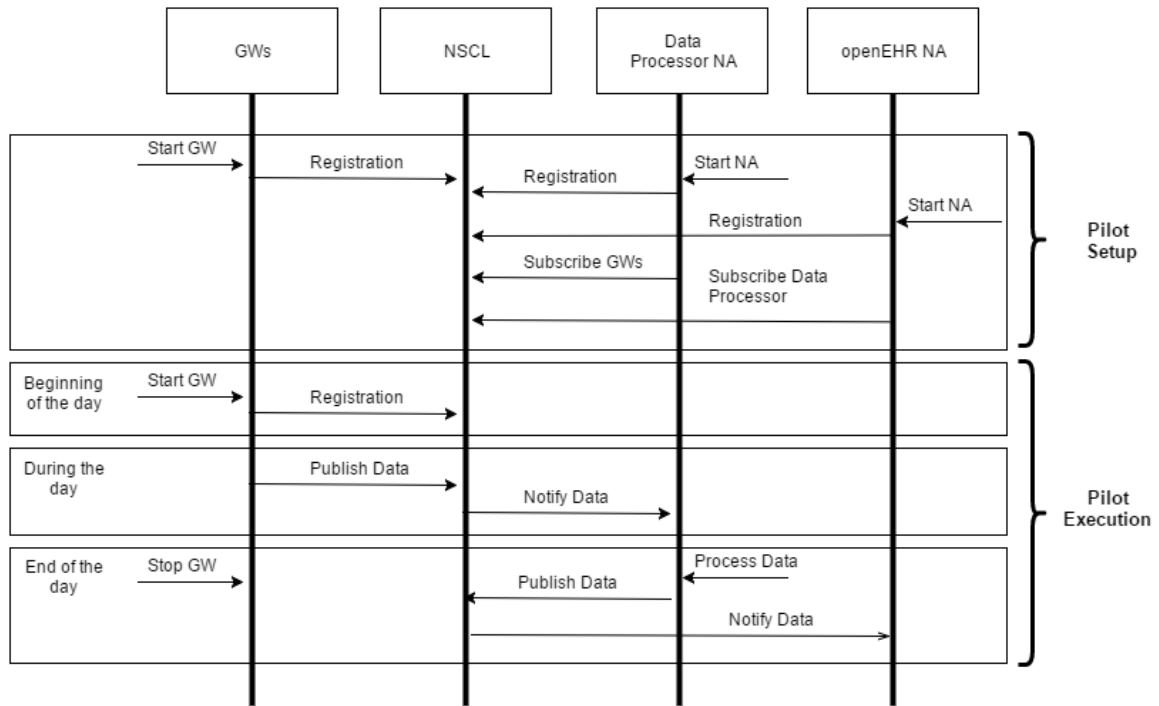 GWs
NSCL
Data
Processor NA
openEHR NA
Start GW
Registration
Registration
Start NA
Start NA
Registration
Subscribe GWs
Subscribe Data
Processor
Pilot
Setup
Beginning
of the day
Start GW
Registration
During the
day
Publish Data
Notify Data
Pilot
Execution
End of the
day
Stop GW
Process Data
Publish Data
Notify Data